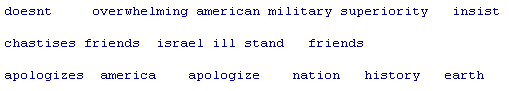 doesnt overwhelming american military superiority insist
chastises friends israel ill stand friends
apologizes america apologize nation history earth